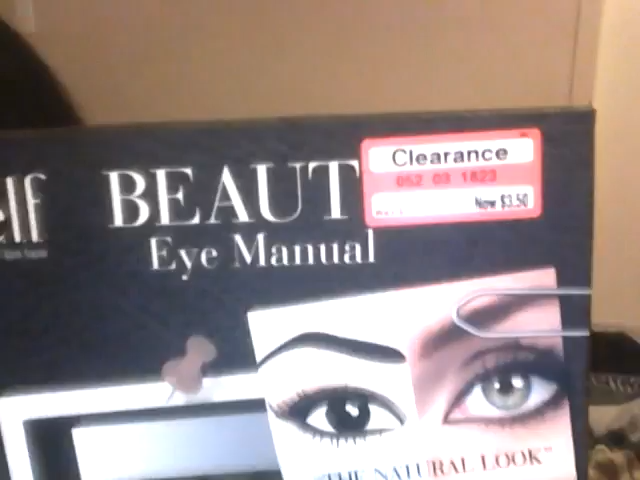 elf
BEAUT
Eye Manual
Clearance
052 03 1823
Now $3.50
"THE NATURAL LOOK"